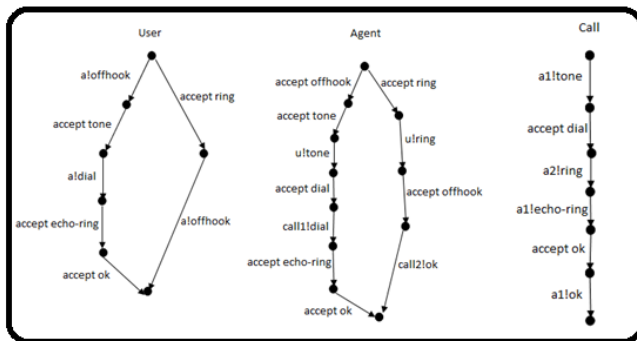 User
a!offhook
accept ring
accept tone
a!dial
accept echo-ring
a!offhook
accept ok
Agent
accept offhook
accept ring
accept tone
u!ring
u!tone
accept dial
accept offhook
call1!dial
accept echo-ring
call2!ok
accept ok
Call
a1!tone
accept dial
a2!ring
a1!echo-ring
accept ok
a1!ok